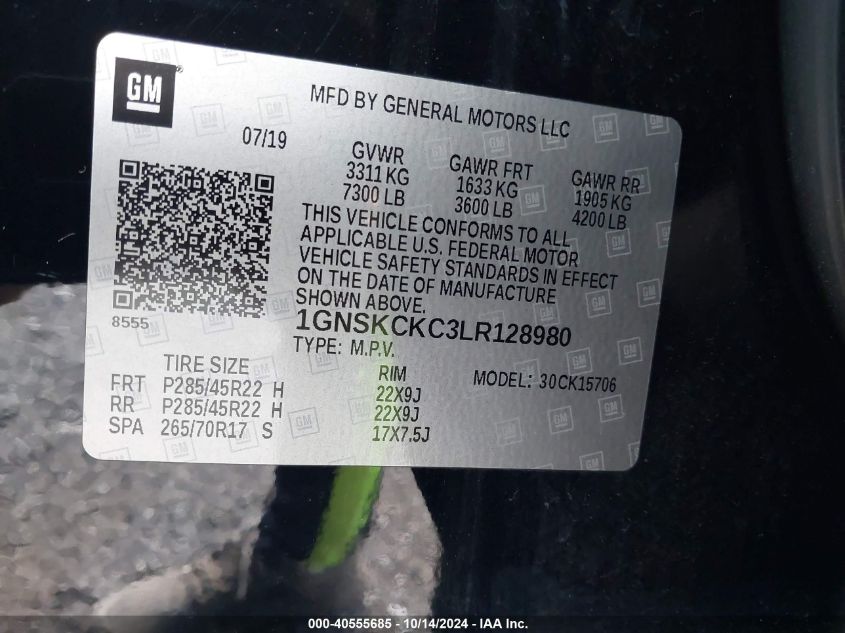 GM
MFD BY GENERAL MOTORS LLC
07/19
GVWR GAWR FRT GAWR RR
3311 KG 1633 KG 1905 KG
7300 LB 3600 LB 4200 LB
THIS VEHICLE CONFORMS TO ALL
APPLICABLE U.S. FEDERAL MOTOR
VEHICLE SAFETY STANDARDS IN EFFECT
ON THE DATE OF MANUFACTURE
SHOWN ABOVE.
8555
1GNSKCKC3LR128980
TYPE: M.P.V.
TIRE SIZE RIM MODEL: 30CK15706
FRT P285/45R22 H 22X9J
RR P285/45R22 H 22X9J
SPA 265/70R17 S 17X7.5J
000-40555685 - 10/14/2024 - IAA Inc.